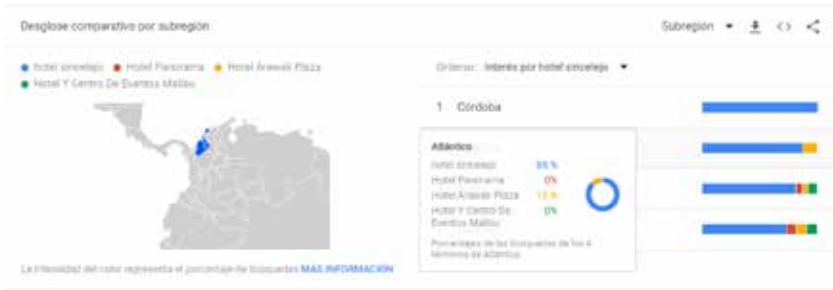 Desglose comparativo por subregión
Subregión
hotel sincelejo Hotel Panorama Hotel Arawak Plaza
Hotel Y Centro De Eventos Malibu
Ordenar: Interés por hotel sincelejo
1 Córdoba
Atlántico
hotel sincelejo
Hotel Panorama 0%
Hotel Arawak Plaza
Hotel Y Centro De Eventos Malibu 0%
Porcentajes de las búsquedas de los 4
términos de Atlántico
La intensidad del color representa el porcentaje de búsquedas MÁS INFORMACIÓN